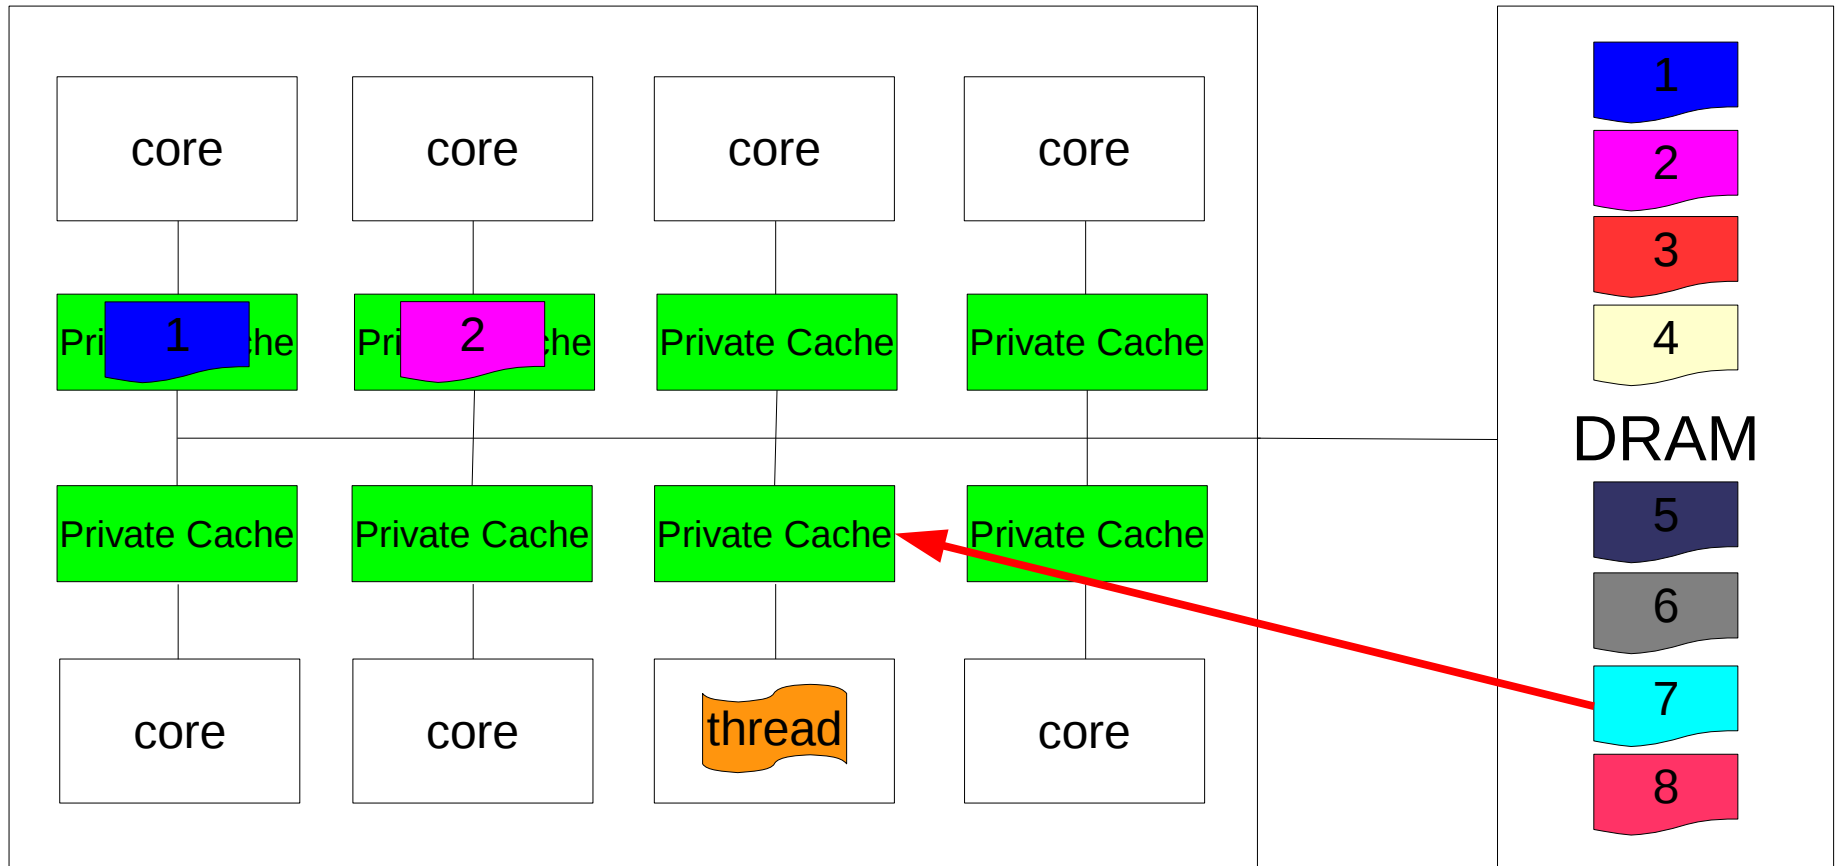 core
core
core
core
Pri
1
che
Pri
2
he
Private Cache
Private Cache
Private Cache
Private Cache
Private Cache
Private Cache
core
core
thread
core
1
2
3
4
DRAM
5
6
7
8